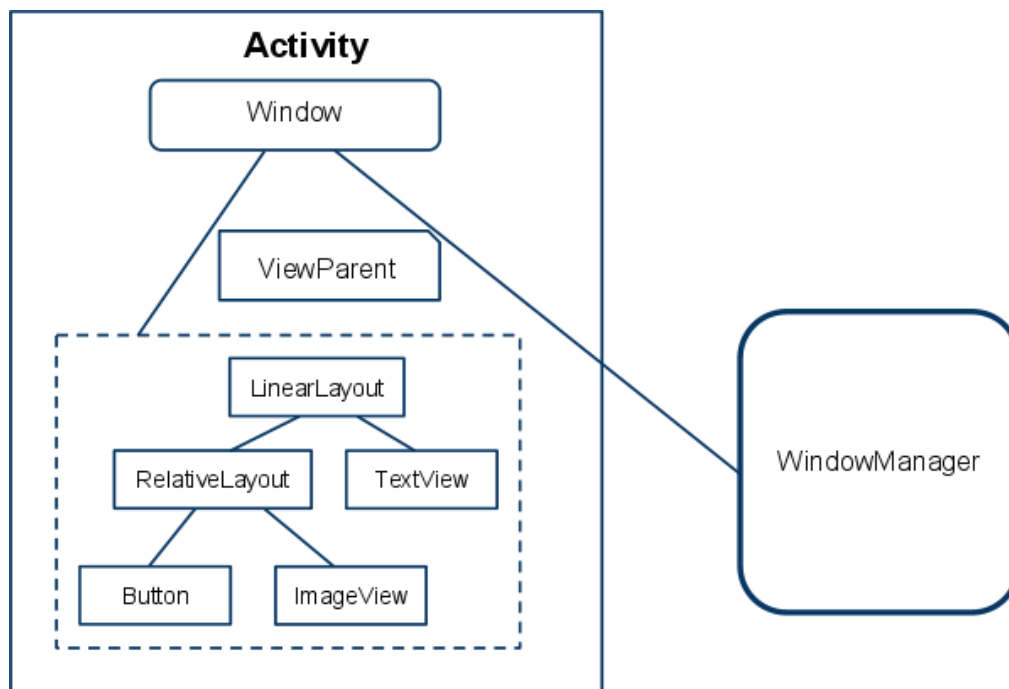 Activity
Window
ViewParent
LinearLayout
RelativeLayout
TextView
Button
ImageView
WindowManager